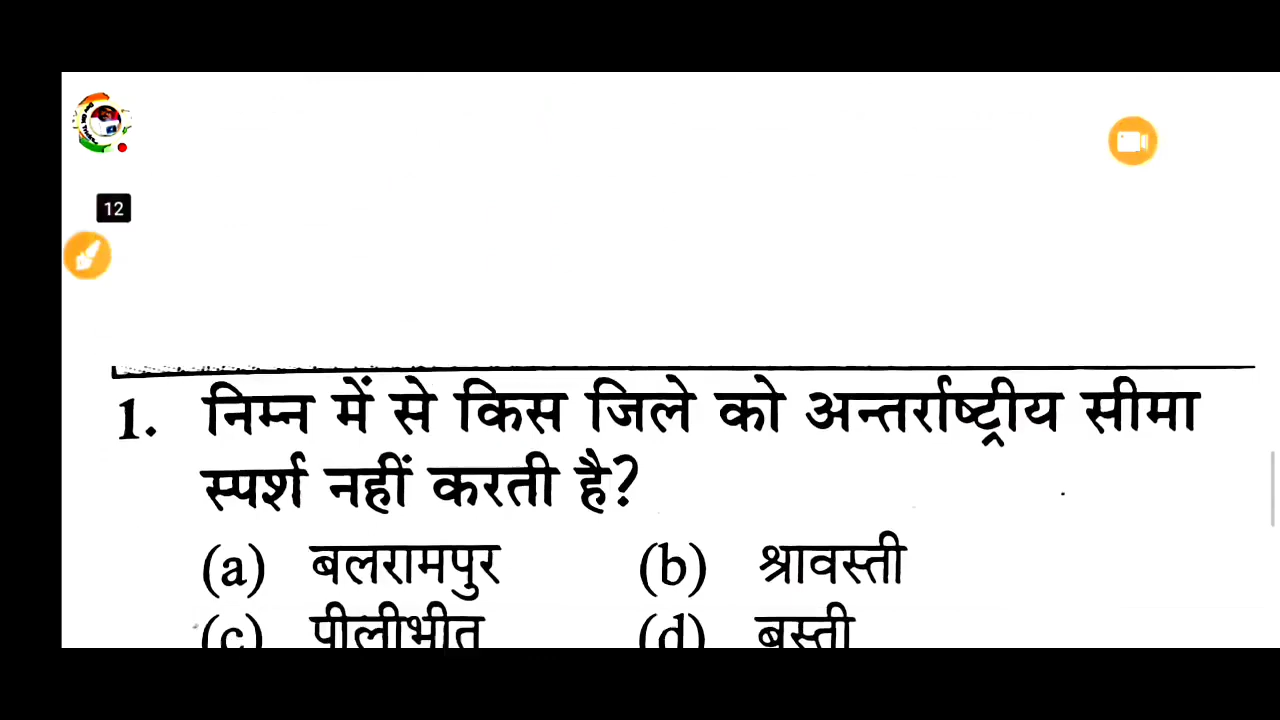 12
1. निम्न में से किस जिले को अन्तर्राष्ट्रीय सीमा
स्पर्श नहीं करती है?
(a) बलरामपुर (b) श्रावस्ती
(c) पीलीभीत (d) बस्ती